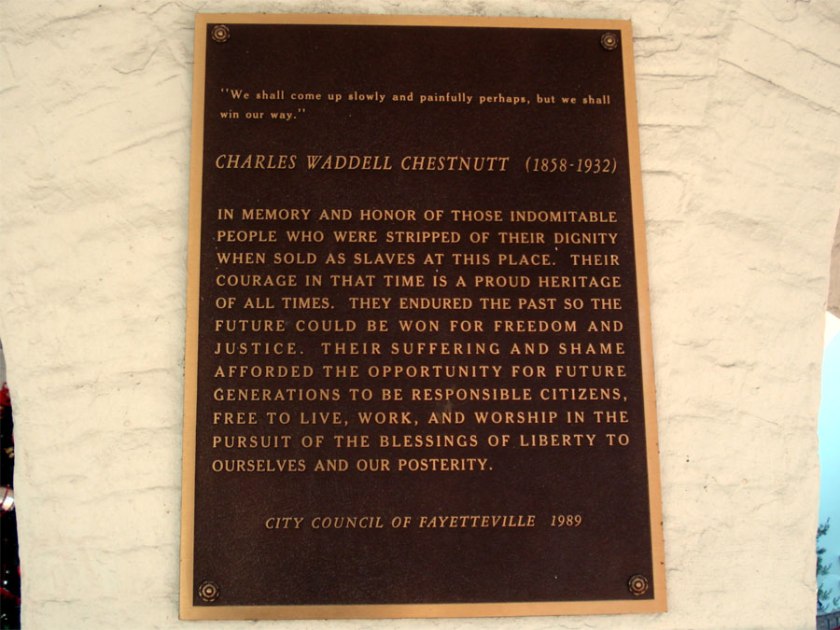 "We shall come up slowly and painfully perhaps, but we shall
win our way."
CHARLES WADDELL CHESTNUTT (1858-1932)
IN MEMORY AND HONOR OF THOSE INDOMITABLE
PEOPLE WHO WERE STRIPPED OF THEIR DIGNITY
WHEN SOLD AS SLAVES AT THIS PLACE. THEIR
COURAGE IN THAT TIME IS A PROUD HERITAGE
OF ALL TIMES. THEY ENDURED THE PAST SO THE
FUTURE COULD BE WON FOR FREEDOM AND
JUSTICE. THEIR SUFFERING AND SHAME
AFFORDED THE OPPORTUNITY FOR FUTURE
GENERATIONS TO BE RESPONSIBLE CITIZENS,
FREE TO LIVE, WORK, AND WORSHIP IN THE
PURSUIT OF THE BLESSINGS OF LIBERTY TO
OURSELVES AND OUR POSTERITY.
CITY COUNCIL OF FAYETTEVILLE 1989